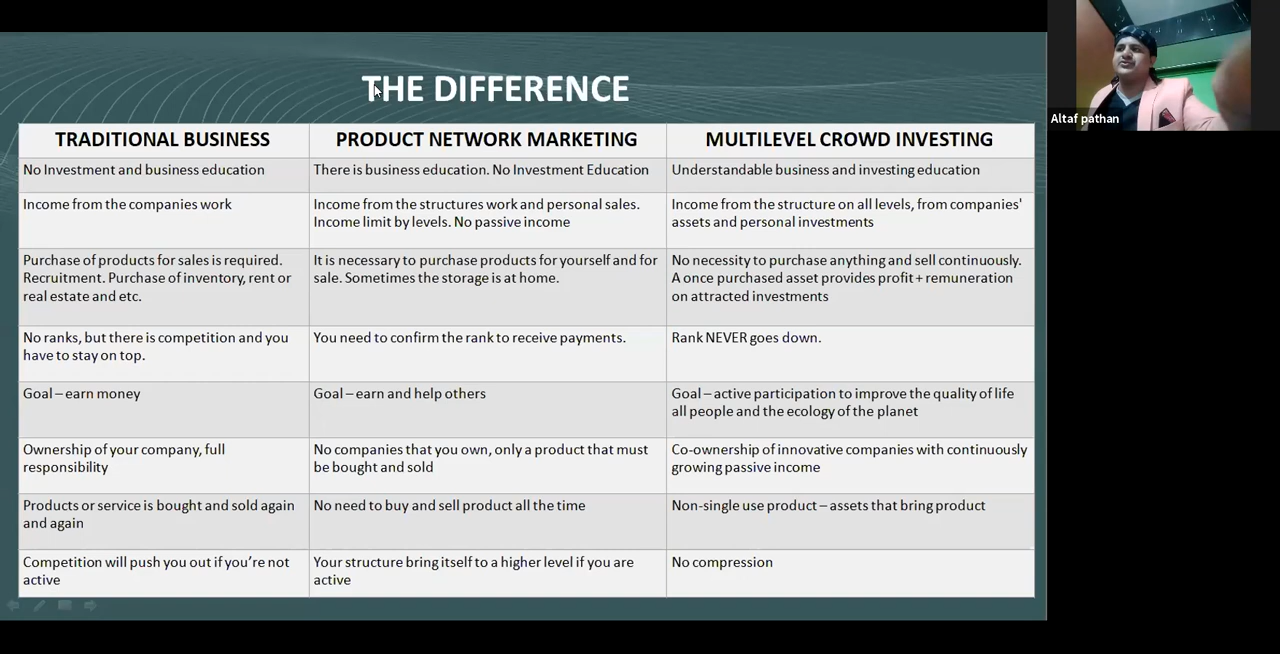 THE DIFFERENCE
Altaf pathan
TRADITIONAL BUSINESS
PRODUCT NETWORK MARKETING
MULTILEVEL CROWD INVESTING
No Investment and business education
There is business education. No Investment Education
Understandable business and investing education
Income from the companies work
Income from the structures work and personal sales.
Income limit by levels. No passive income
Income from the structure on all levels, from companies'
assets and personal investments
Purchase of products for sales is required.
Recruitment. Purchase of inventory, rent or
real estate and etc.
It is necessary to purchase products for yourself and for
sale. Sometimes the storage is at home.
No necessity to purchase anything and sell continuously.
A once purchased asset provides profit+ remuneration
on attracted investments
No ranks, but there is competition and you
have to stay on top.
You need to confirm the rank to receive payments.
Rank NEVER goes down.
Goal – earn money
Goal – earn and help others
Goal – active participation to improve the quality of life
all people and the ecology of the planet
Ownership of your company, full
responsibility
No companies that you own, only a product that must
be bought and sold
Co-ownership of innovative companies with continuously
growing passive income
Products or service is bought and sold again
and again
No need to buy and sell product all the time
Non-single use product – assets that bring product
Competition will push you out if you're not
active
Your structure bring itself to a higher level if you are
active
No compression